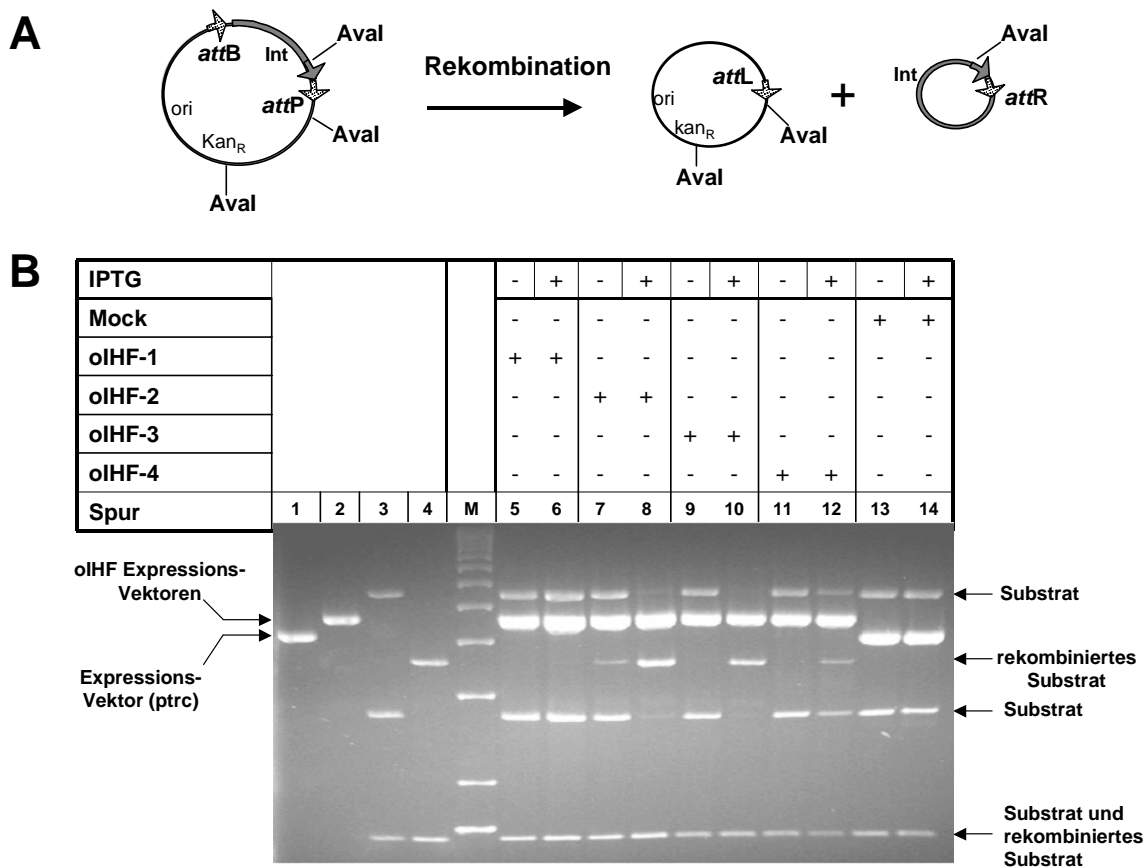 A
attB
Int
AvaI
attP
ori
KanR
AvaI
AvaI
Rekombination
attL
ori
kanR
AvaI
AvaI
+
Int
AvaI
attR
B
IPTG - + - + - + - + - +
Mock - - - - - - - - + +
oIHF-1 + + - - - - - - - -
oIHF-2 - - + + - - - - - -
oIHF-3 - - - - + + - - - -
oIHF-4 - - - - - - + + - -
Spur 1 2 3 4 M 5 6 7 8 9 10 11 12 13 14
oIHF Expressions-
Vektoren
Expressions-
Vektor (ptrc)
Substrat
rekombiniertes
Substrat
Substrat
Substrat und
rekombiniertes
Substrat